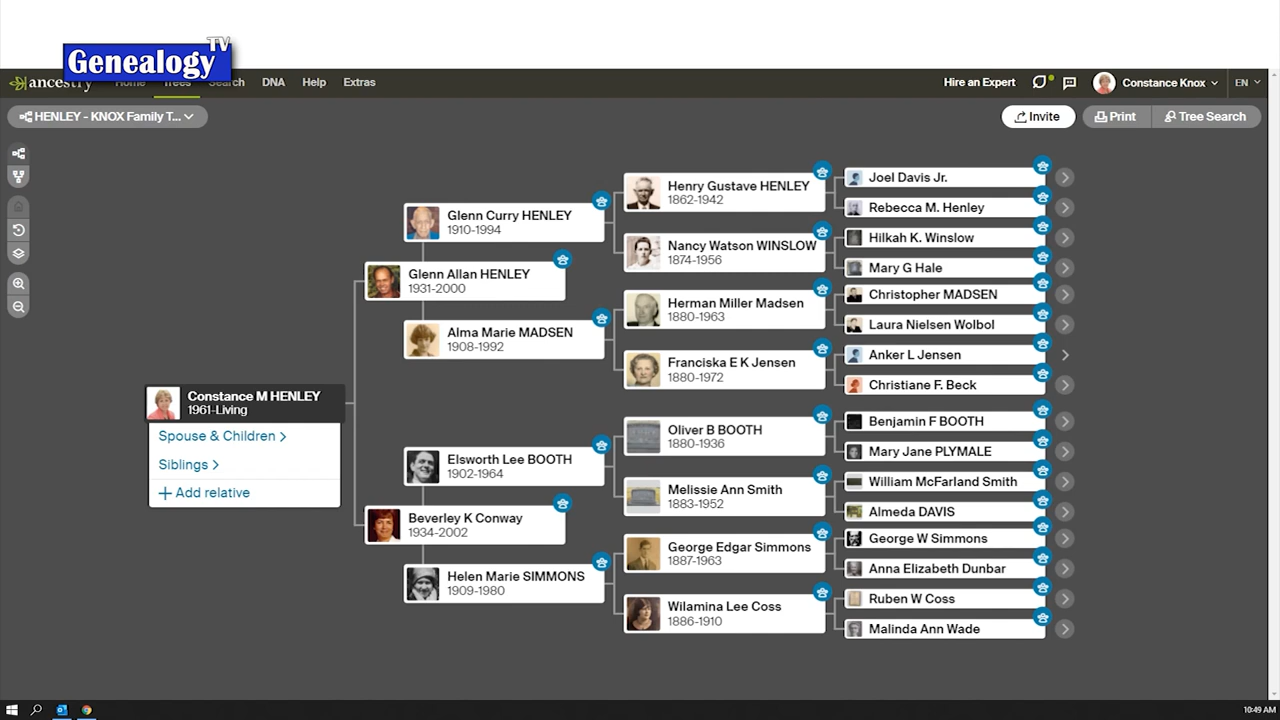 Genealogy TV
ancestry Home Trees Search DNA Help Extras Hire an Expert Constance Knox EN
HENLEY - KNOX Family T... Invite Print Tree Search
Constance M HENLEY
1961-Living
Spouse & Children
Siblings
+ Add relative
Glenn Allan HENLEY
1931-2000
Beverley K Conway
1934-2002
Glenn Curry HENLEY
1910-1994
Alma Marie MADSEN
1908-1992
Elsworth Lee BOOTH
1902-1964
Helen Marie SIMMONS
1909-1980
Henry Gustave HENLEY
1862-1942
Nancy Watson WINSLOW
1874-1956
Herman Miller Madsen
1880-1963
Franciska E K Jensen
1880-1972
Oliver B BOOTH
1880-1936
Melissie Ann Smith
1883-1952
George Edgar Simmons
1887-1963
Wilamina Lee Coss
1886-1910
Joel Davis Jr.
Rebecca M. Henley
Hilkah K. Winslow
Mary G Hale
Christopher MADSEN
Laura Nielsen Wolbol
Anker L Jensen
Christiane F. Beck
Benjamin F BOOTH
Mary Jane PLYMALE
William McFarland Smith
Almeda DAVIS
George W Simmons
Anna Elizabeth Dunbar
Ruben W Coss
Malinda Ann Wade
10:49 AM